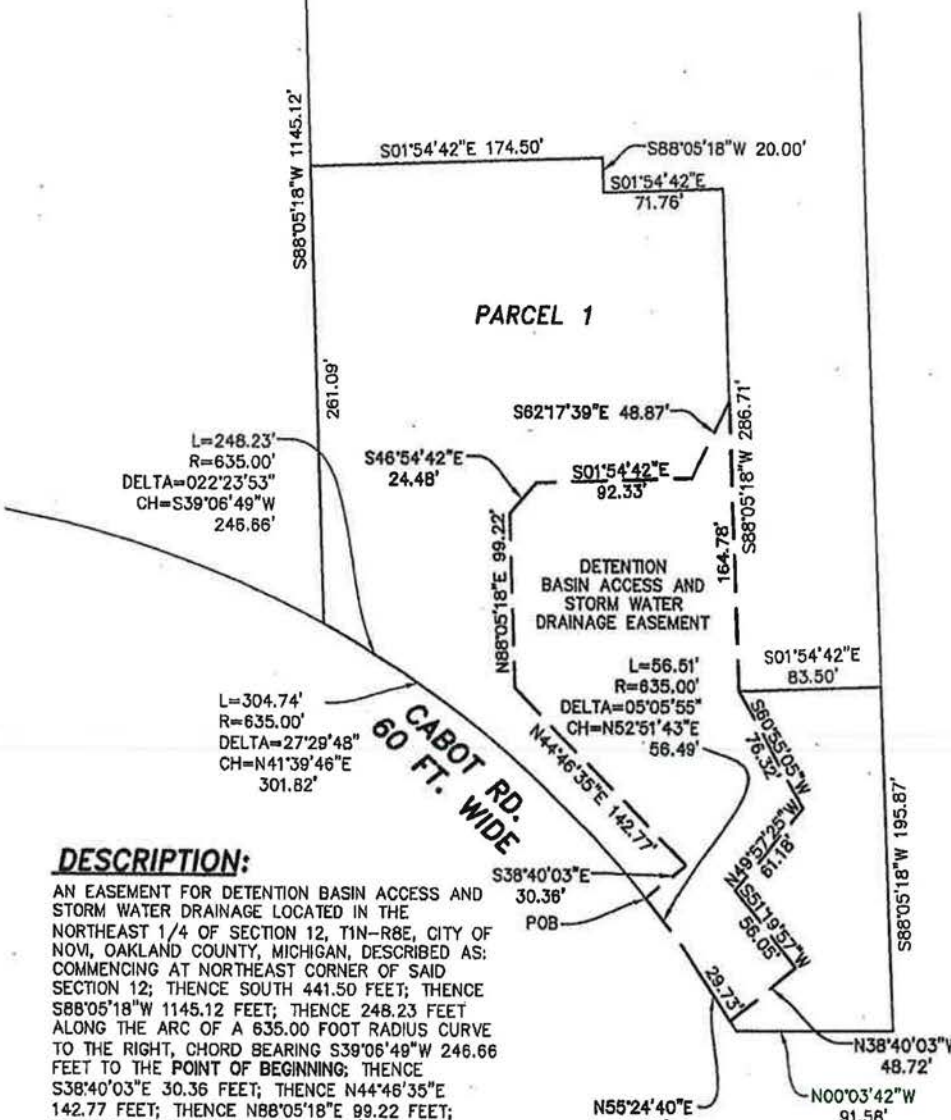 S88°05'18"W 1145.12'
S01°54'42"E 174.50'
S88°05'18"W 20.00'
S01°54'42"E
71.76'
PARCEL 1
261.09'
S62°17'39"E 48.87'
S88°05'18"W 286.71'
L=248.23'
R=635.00'
DELTA=022°23'53"
CH=S39°06'49"W
246.66'
S46°54'42"E
24.48'
S01°54'42"E
92.33'
N88°05'18"E 99.22'
164.78'
DETENTION
BASIN ACCESS AND
STORM WATER
DRAINAGE EASEMENT
S01°54'42"E
83.50'
L=56.51'
R=635.00'
DELTA=05°05'55"
CH=N52°51'43"E
56.49'
L=304.74'
R=635.00'
DELTA=27°29'48"
CH=N41°39'46"E
301.82'
CABOT RD.
60 FT. WIDE
N44°46'35"E 142.77'
S60°55'05"W
76.32'
N49°57'25"W
61.18'
S51°19'57"W
56.05'
S88°05'18"W 195.87'
S38°40'03"E
30.36'
POB
29.73'
N38°40'03"W
48.72'
N00°03'42"W
91.58'
N55°24'40"E
DESCRIPTION:
AN EASEMENT FOR DETENTION BASIN ACCESS AND
STORM WATER DRAINAGE LOCATED IN THE
NORTHEAST 1/4 OF SECTION 12, T1N-R8E, CITY OF
NOVI, OAKLAND COUNTY, MICHIGAN, DESCRIBED AS:
COMMENCING AT NORTHEAST CORNER OF SAID
SECTION 12; THENCE SOUTH 441.50 FEET; THENCE
S88°05'18"W 1145.12 FEET; THENCE 248.23 FEET
ALONG THE ARC OF A 635.00 FOOT RADIUS CURVE
TO THE RIGHT, CHORD BEARING S39°06'49"W 246.66
FEET TO THE POINT OF BEGINNING; THENCE
S38°40'03"E 30.36 FEET; THENCE N44°46'35"E
142.77 FEET; THENCE N88°05'18"E 99.22 FEET;